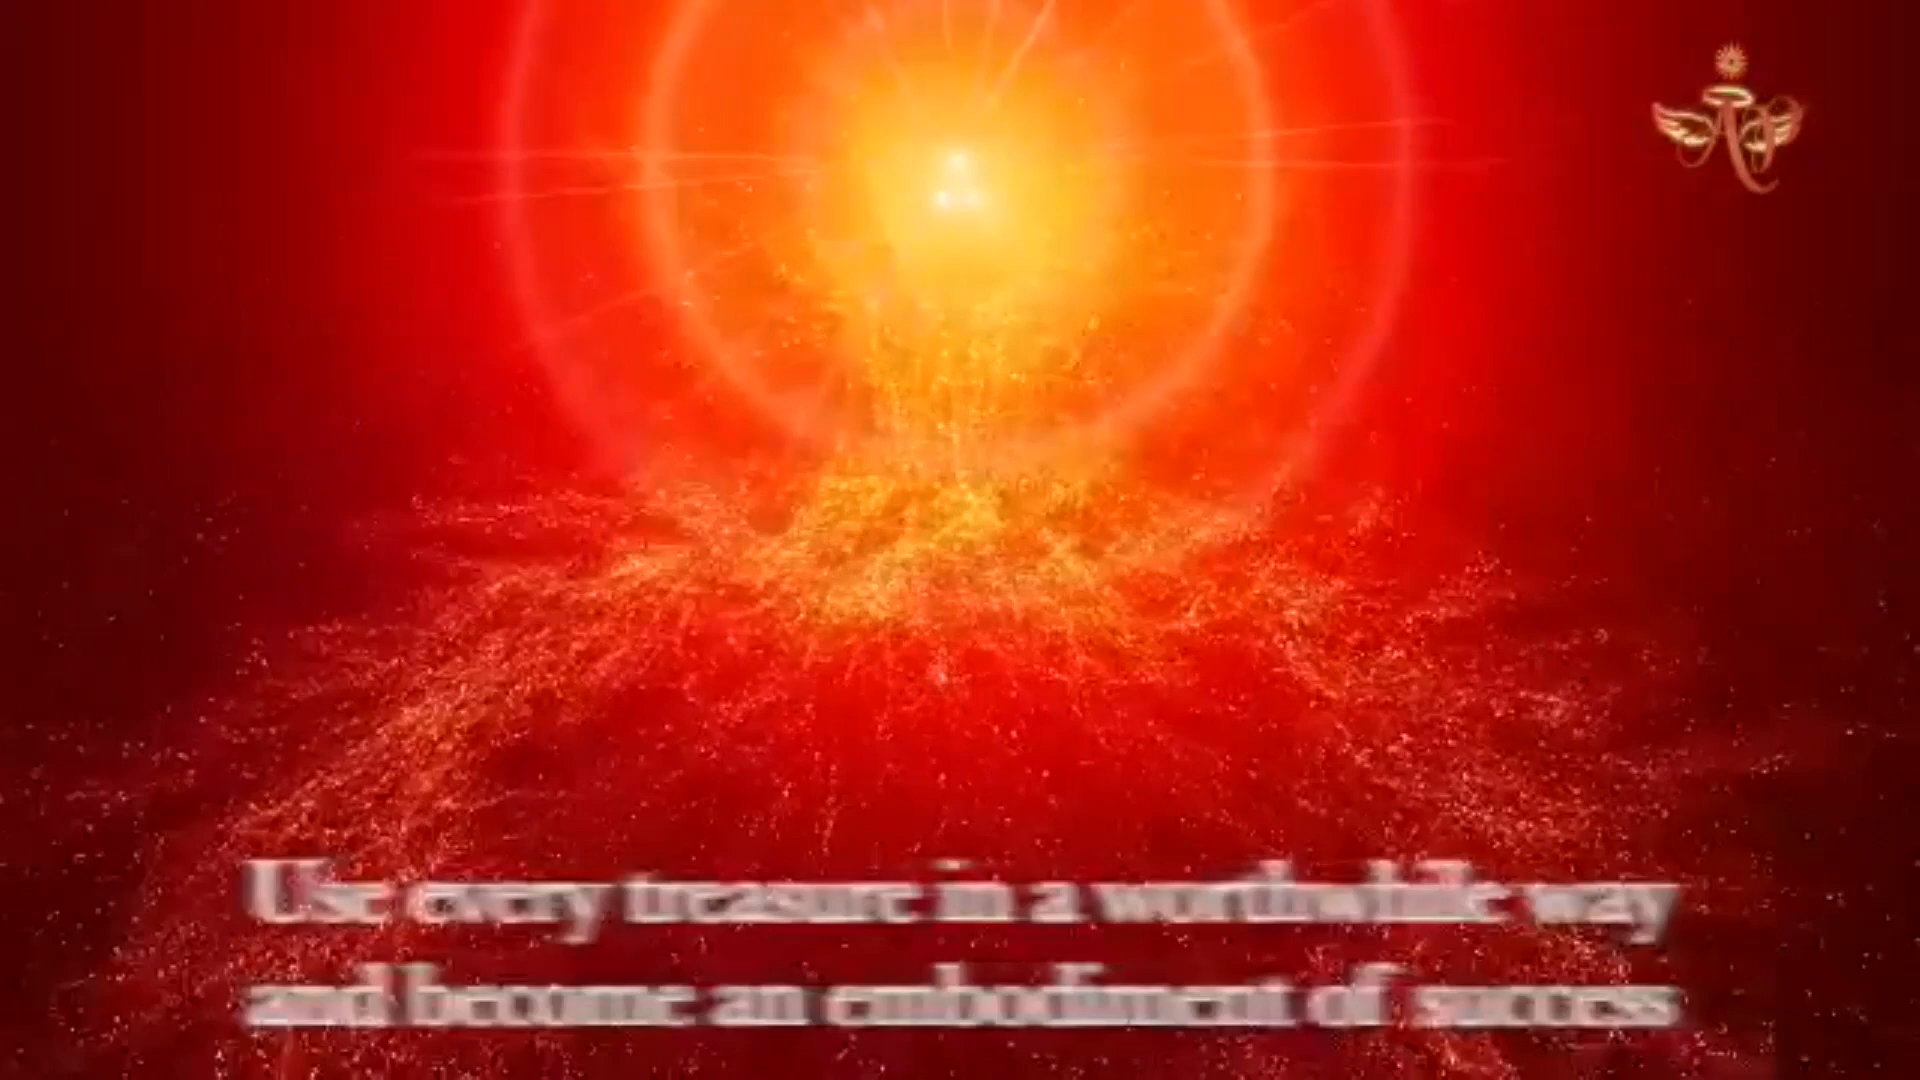 Use every treasure in a worthwhile way
and become an embodiment of success